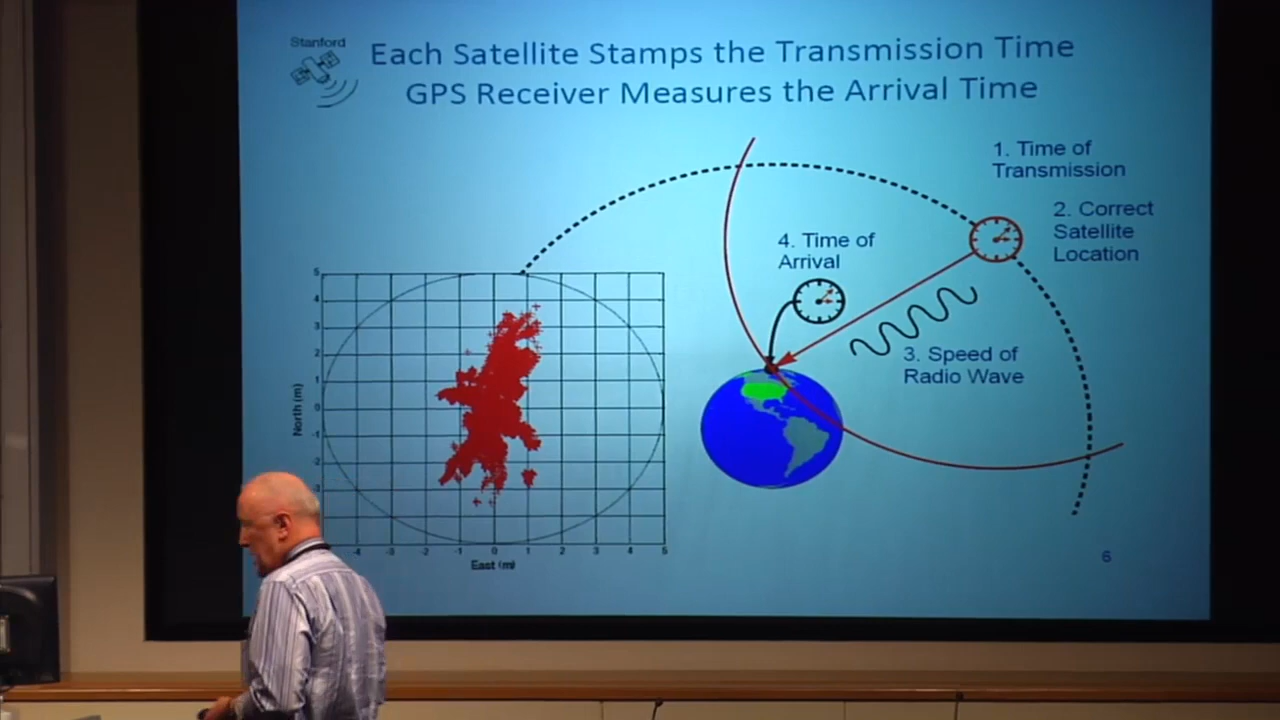 Stanford
Each Satellite Stamps the Transmission Time
GPS Receiver Measures the Arrival Time
1. Time of
Transmission
2. Correct
Satellite
Location
4. Time of
Arrival
3. Speed of
Radio Wave
5
4
3
2
1
0
-1
-2
North (m)
-4
-3
-2
-1
0
1
2
3
4
5
East (m)
6